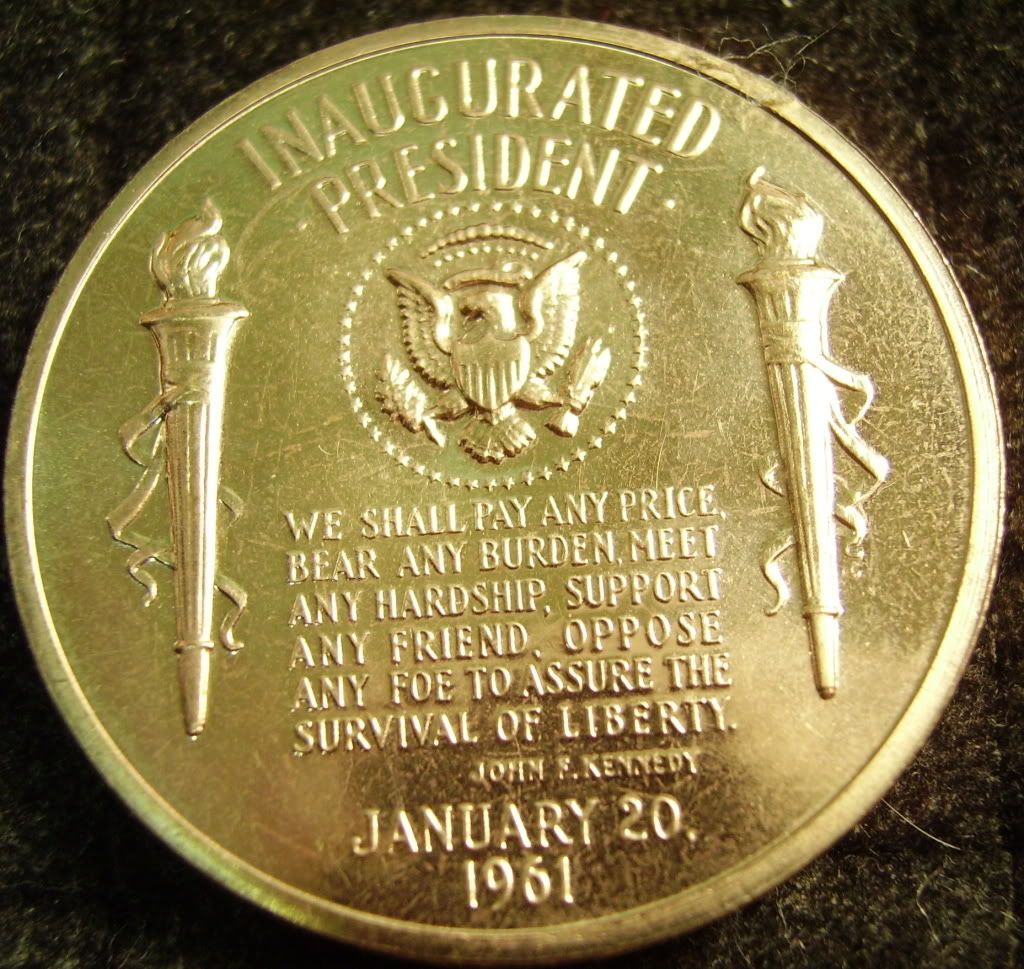 INAUGURATED
· PRESIDENT ·
WE SHALL PAY ANY PRICE,
BEAR ANY BURDEN, MEET
ANY HARDSHIP, SUPPORT
ANY FRIEND, OPPOSE
ANY FOE TO ASSURE THE
SURVIVAL OF LIBERTY.
JOHN F. KENNEDY
JANUARY 20,
1961